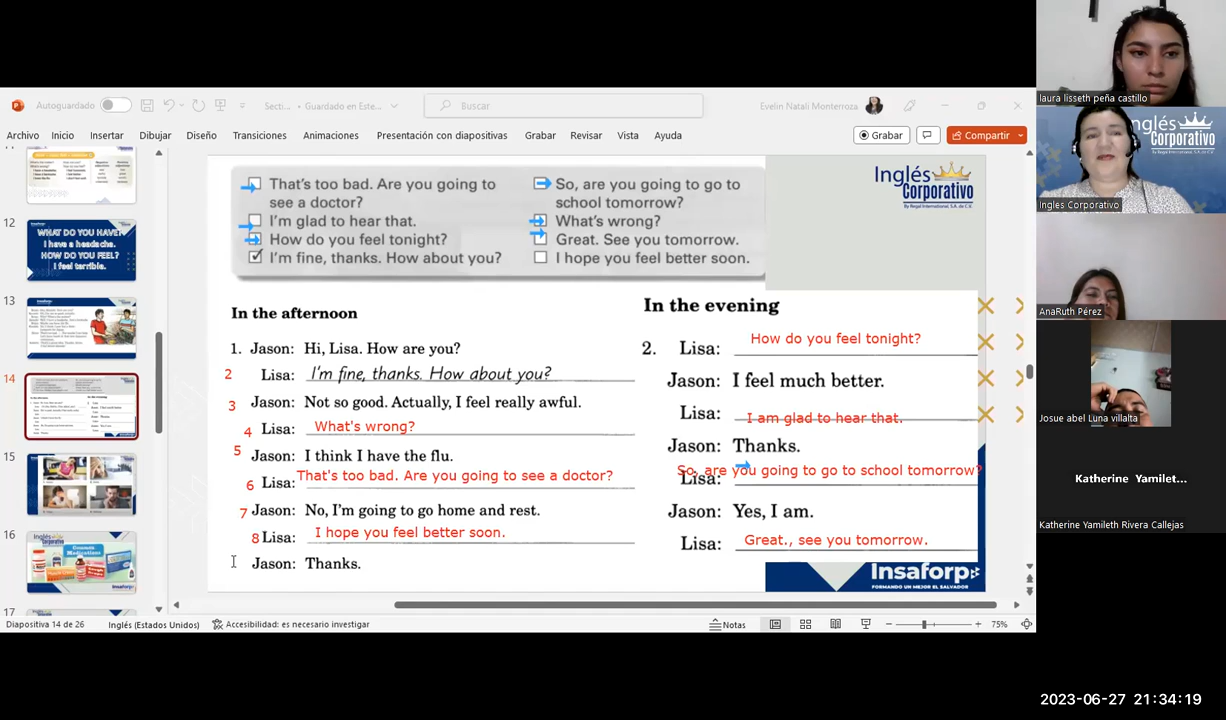 Autoguardado
Secti... • Guardado en Este...
Buscar
Evelin Natali Monterroza
Archivo Inicio Insertar Dibujar Diseño Transiciones Animaciones Presentación con diapositivas Grabar Revisar Vista Ayuda
Grabar
Compartir
12
WHAT DO YOU HAVE?
I have a headache.
HOW DO YOU FEEL?
I feel terrible.
13
14
15
16
Inglés Corporativo
Common Medications
17
That's too bad. Are you going to
see a doctor?
I'm glad to hear that.
How do you feel tonight?
I'm fine, thanks. How about you?
So, are you going to go to
school tomorrow?
What's wrong?
Great. See you tomorrow.
I hope you feel better soon.
Inglés
Corporativo
By Regal International, S.A. de C.V.
In the afternoon
1. Jason: Hi, Lisa. How are you?
2 Lisa: I'm fine, thanks. How about you?
3 Jason: Not so good. Actually, I feel really awful.
4 Lisa: What's wrong?
5 Jason: I think I have the flu.
6 Lisa: That's too bad. Are you going to see a doctor?
7 Jason: No, I'm going to go home and rest.
8 Lisa: I hope you feel better soon.
Jason: Thanks.
In the evening
2. Lisa: How do you feel tonight?
Jason: I feel much better.
Lisa: I am glad to hear that.
Jason: Thanks.
Lisa: So, are you going to go to school tomorrow?
Jason: Yes, I am.
Lisa: Great., see you tomorrow.
Insaforp
FORMANDO UN MEJOR EL SALVADOR
Diapositiva 14 de 26 Inglés (Estados Unidos) Accesibilidad: es necesario investigar
Notas
75%
laura lisseth peña castillo
Inglés
Corporativo
Ingles Corporativo
AnaRuth Pérez
Josue abel Luna villalta
Katherine Yamilet...
Katherine Yamileth Rivera Callejas
2023-06-27 21:34:19